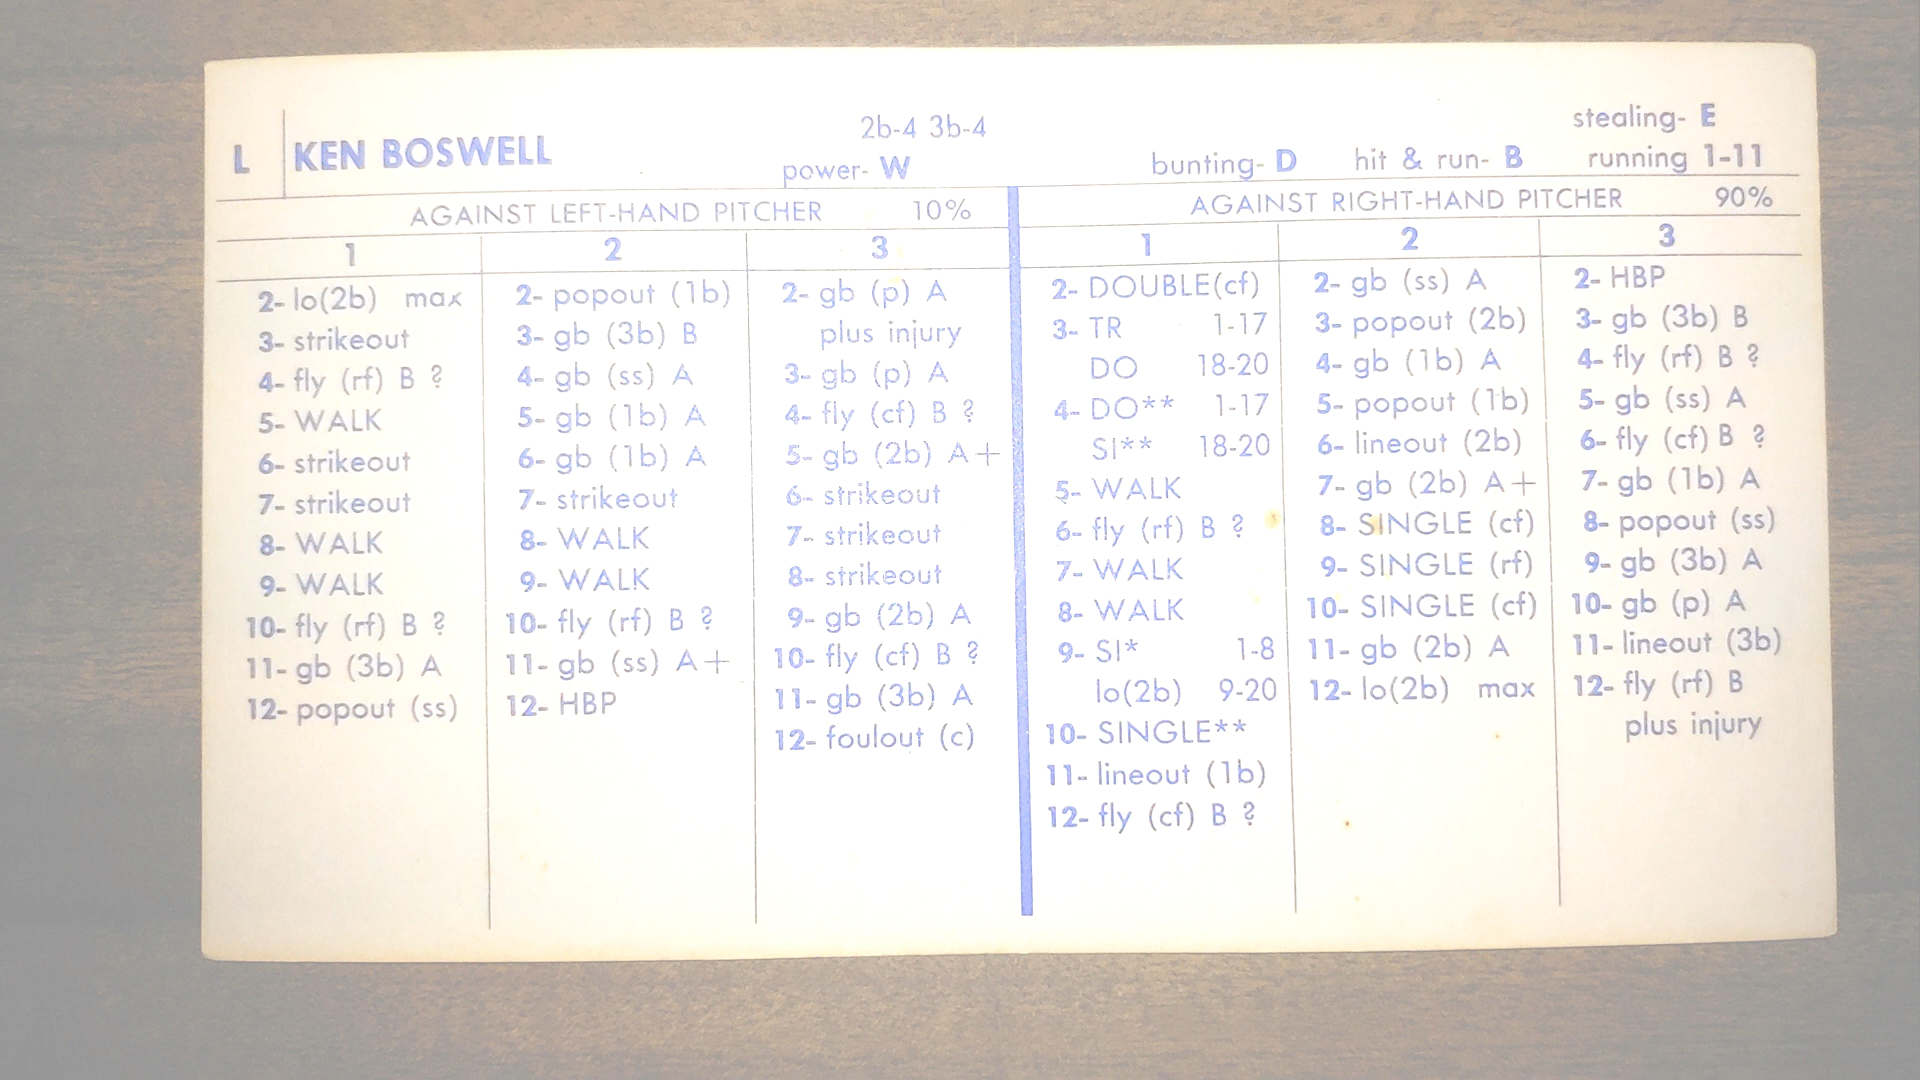 L KEN BOSWELL 2b-4 3b-4 stealing- E
power- W bunting- D hit & run- B running 1-11
AGAINST LEFT-HAND PITCHER 10%
1
2- lo(2b) max
3- strikeout
4- fly (rf) B ?
5- WALK
6- strikeout
7- strikeout
8- WALK
9- WALK
10- fly (rf) B ?
11- gb (3b) A
12- popout (ss)
2
2- popout (1b)
3- gb (3b) B
4- gb (ss) A
5- gb (1b) A
6- gb (1b) A
7- strikeout
8- WALK
9- WALK
10- fly (rf) B ?
11- gb (ss) A+
12- HBP
3
2- gb (p) A
plus injury
3- gb (p) A
4- fly (cf) B ?
5- gb (2b) A+
6- strikeout
7- strikeout
8- strikeout
9- gb (2b) A
10- fly (cf) B ?
11- gb (3b) A
12- foulout (c)
AGAINST RIGHT-HAND PITCHER 90%
1
2- DOUBLE(cf)
3- TR 1-17
DO 18-20
4- DO** 1-17
SI** 18-20
5- WALK
6- fly (rf) B ?
7- WALK
8- WALK
9- SI* 1-8
lo(2b) 9-20
10- SINGLE**
11- lineout (1b)
12- fly (cf) B ?
2
2- gb (ss) A
3- popout (2b)
4- gb (1b) A
5- popout (1b)
6- lineout (2b)
7- gb (2b) A+
8- SINGLE (cf)
9- SINGLE (rf)
10- SINGLE (cf)
11- gb (2b) A
12- lo(2b) max
3
2- HBP
3- gb (3b) B
4- fly (rf) B ?
5- gb (ss) A
6- fly (cf) B ?
7- gb (1b) A
8- popout (ss)
9- gb (3b) A
10- gb (p) A
11- lineout (3b)
12- fly (rf) B
plus injury